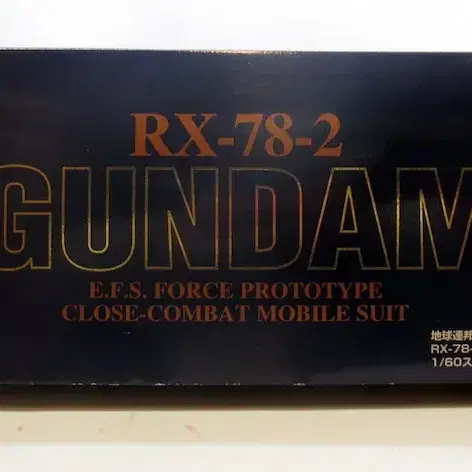 RX-78-2
GUNDAM
E.F.S. FORCE PROTOTYPE
CLOSE-COMBAT MOBILE SUIT
地球連邦
RX-78-
1/60ス